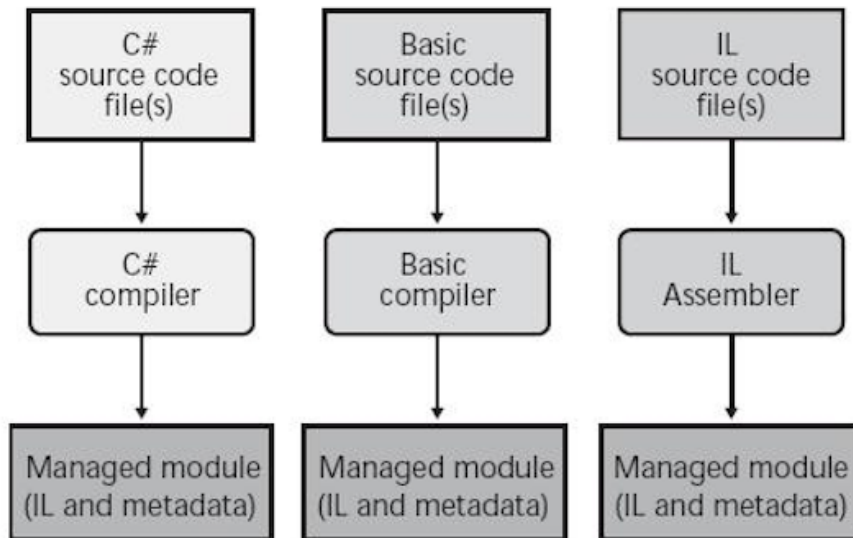 C#
source code
file(s)
Basic
source code
file(s)
IL
source code
file(s)
C#
compiler
Basic
compiler
IL
Assembler
Managed module
(IL and metadata)
Managed module
(IL and metadata)
Managed module
(IL and metadata)